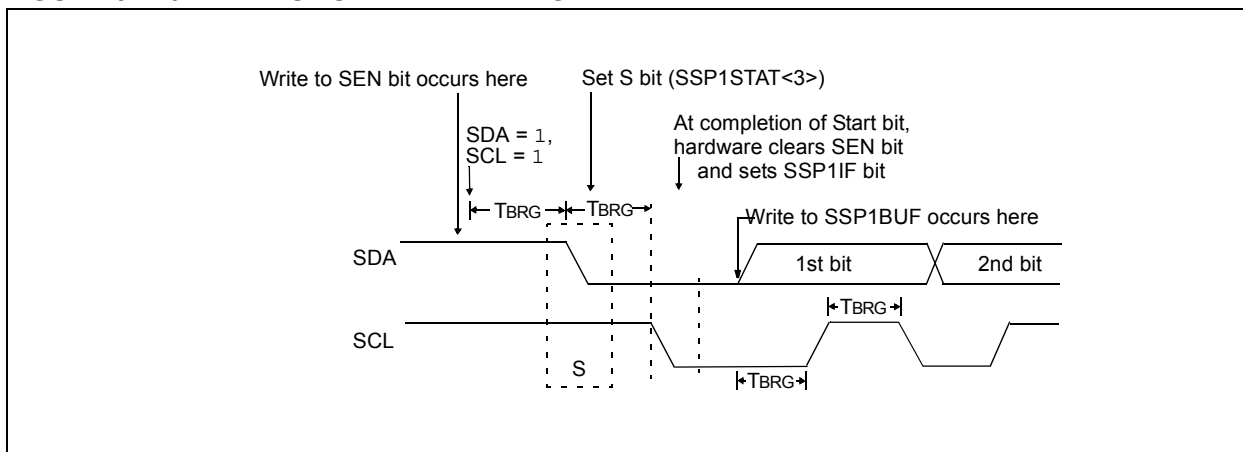 Write to SEN bit occurs here
Set S bit (SSP1STAT<3>)
SDA = 1,
SCL = 1
At completion of Start bit,
hardware clears SEN bit
and sets SSP1IF bit
TBRG
TBRG
Write to SSP1BUF occurs here
SDA
1st bit
2nd bit
TBRG
SCL
S
TBRG